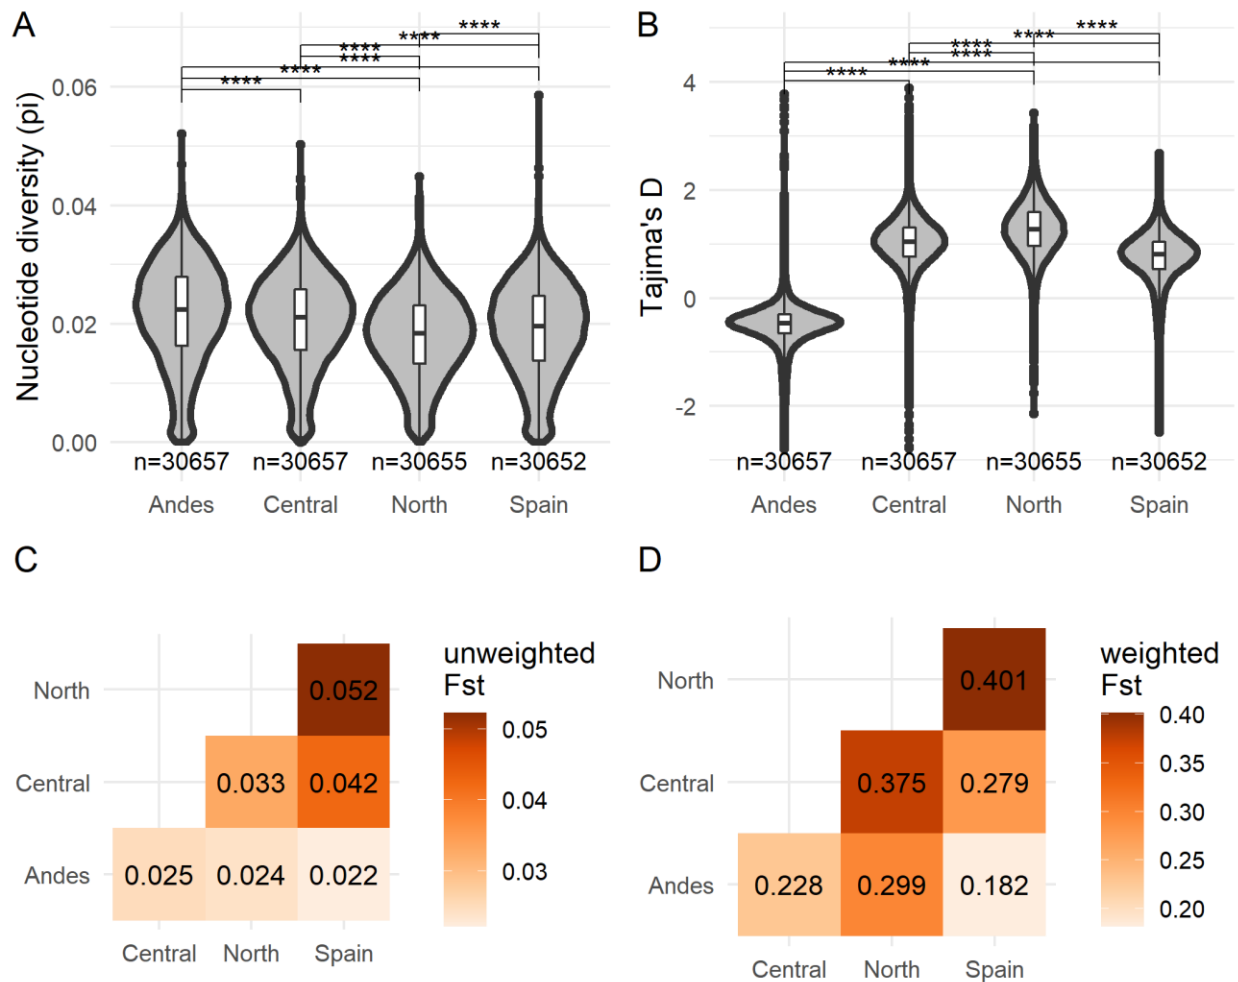 A
Nucleotide diversity (pi)
0.06
0.04
0.02
0.00
****
****
****
****
****
n=30657
n=30657
n=30655
n=30652
Andes
Central
North
Spain
B
Tajima's D
4
2
0
-2
****
****
****
****
****
****
n=30657
n=30657
n=30655
n=30652
Andes
Central
North
Spain
C
North
Central
Andes
0.052
0.033
0.042
0.025
0.024
0.022
Central
North
Spain
unweighted
Fst
0.05
0.04
0.03
D
North
Central
Andes
0.401
0.375
0.279
0.228
0.299
0.182
Central
North
Spain
weighted
Fst
0.40
0.35
0.30
0.25
0.20